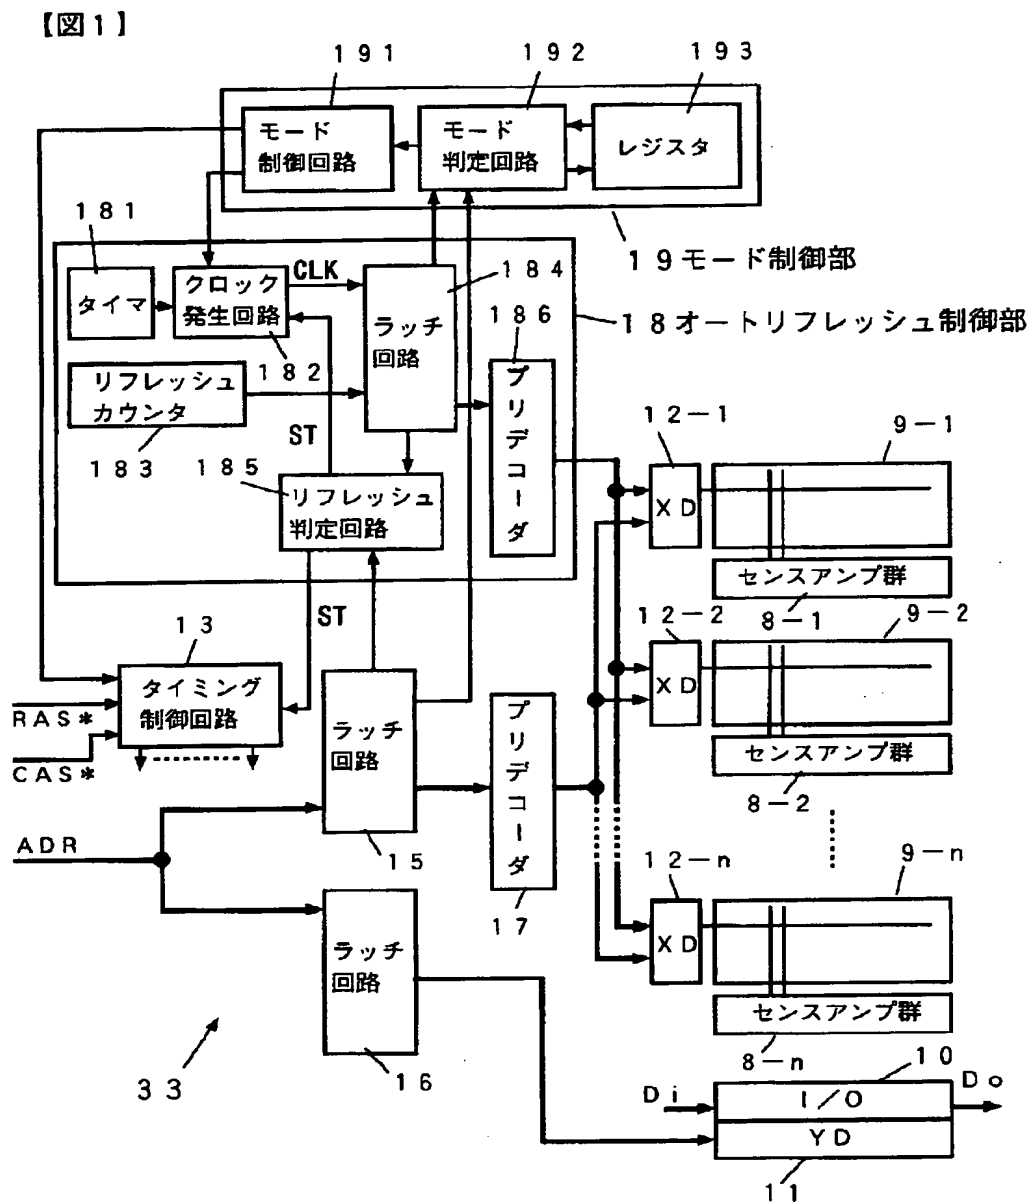 【図1】
191
192
193
モード
制御回路
モード
判定回路
レジスタ
19モード制御部
181
タイマ
クロック
発生回路
182
CLK
ラッチ
回路
184
186
プリデコーダ
18オートリフレッシュ制御部
リフレッシュ
カウンタ
183
ST
185
リフレッシュ
判定回路
ST
12-1
XD
9-1
センスアンプ群
8-1
12-2
XD
9-2
センスアンプ群
8-2
13
タイミング
制御回路
RAS*
CAS*
ADR
ラッチ
回路
15
プリデコーダ
17
12-n
XD
9-n
センスアンプ群
8-n
ラッチ
回路
16
33
10
Di
I/O
Do
YD
11